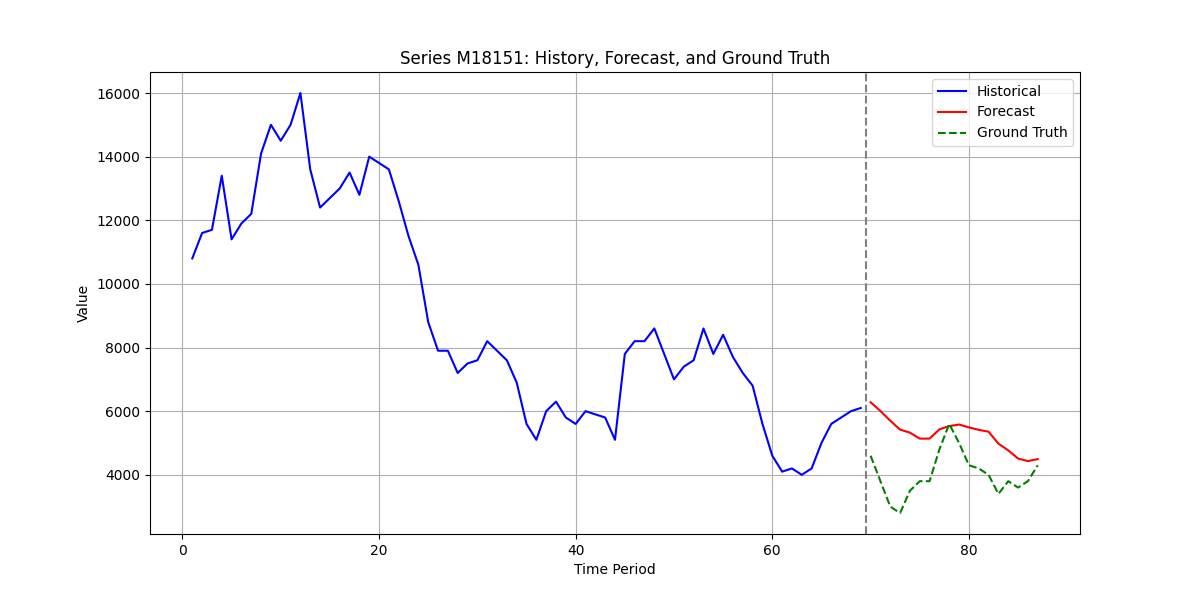 Series M18151: History, Forecast, and Ground Truth
Historical
Forecast
Ground Truth
16000
14000
12000
10000
8000
6000
4000
Value
0
20
40
60
80
Time Period